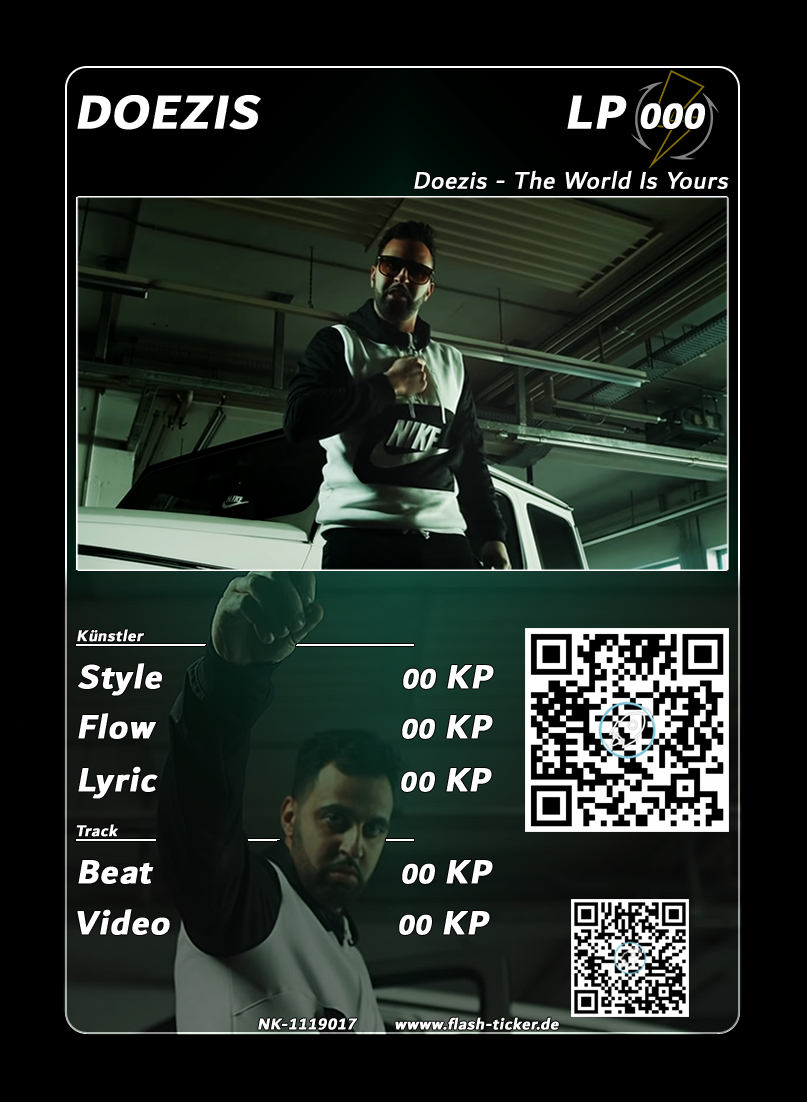 DOEZIS LP 000
Doezis - The World Is Yours
NIKE
NIKE
Künstler
Style 00 KP
Flow 00 KP
Lyric 00 KP
Track
Beat 00 KP
Video 00 KP
NK-1119017 wwww.flash-ticker.de